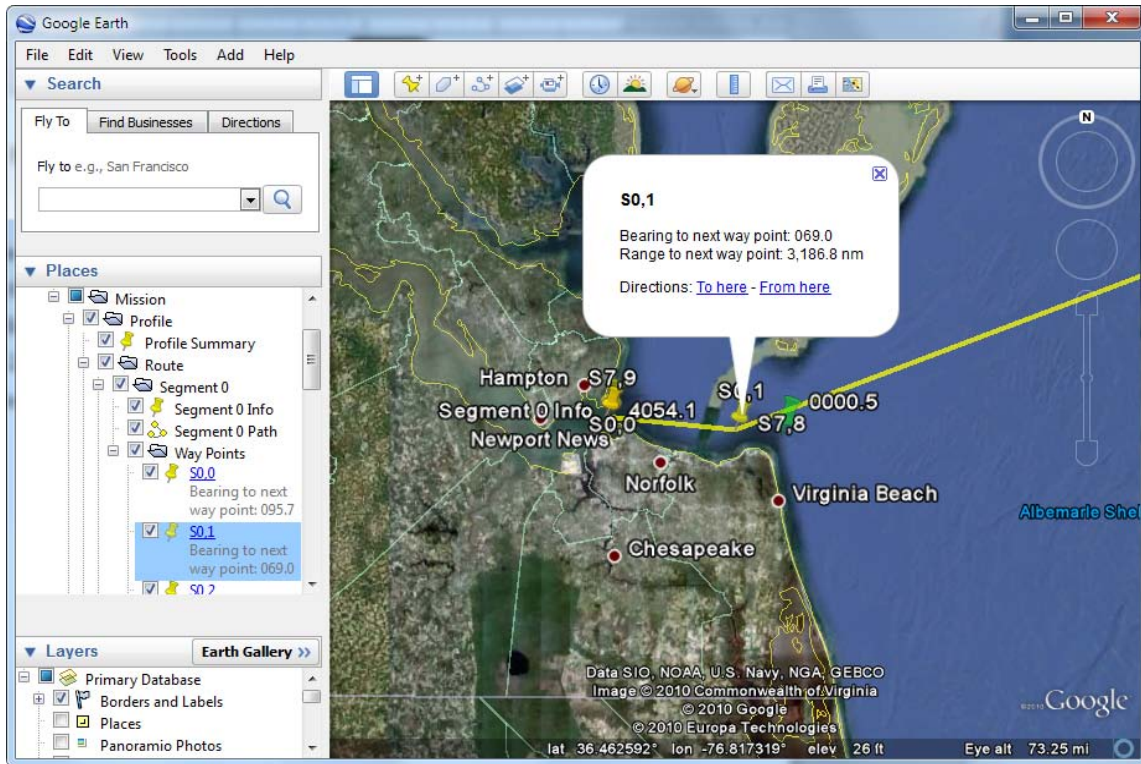 Google Earth
File Edit View Tools Add Help
Search
Fly To Find Businesses Directions
Fly to e.g., San Francisco
Places
Mission
Profile
Profile Summary
Route
Segment 0
Segment 0 Info
Segment 0 Path
Way Points
S0,0
Bearing to next
way point: 095.7
S0,1
Bearing to next
way point: 069.0
S0,2
Layers
Earth Gallery >>
Primary Database
Borders and Labels
Places
Panoramio Photos
N
S0,1
Bearing to next way point: 069.0
Range to next way point: 3,186.8 nm
Directions: To here - From here
Hampton S7,9
S0,1 0000.5
Segment 0 Info 4054.1
S0,0 S7,8
Newport News
Norfolk
Virginia Beach
Albemarle Shel
Chesapeake
Data SIO, NOAA, U.S. Navy, NGA, GEBCO
Image © 2010 Commonwealth of Virginia
© 2010 Google
© 2010 Europa Technologies
©2010 Google
lat 36.462592° lon -76.817319° elev 26 ft Eye alt 73.25 mi